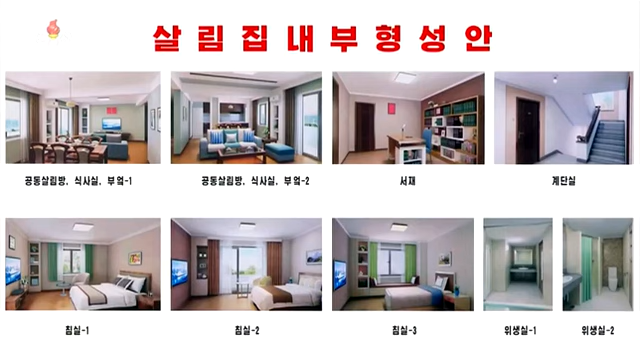 살림집내부형성안
공동살림방, 식사실, 부엌-1
공동살림방, 식사실, 부엌-2
서재
계단실
침실-1
침실-2
침실-3
위생실-1
위생실-2